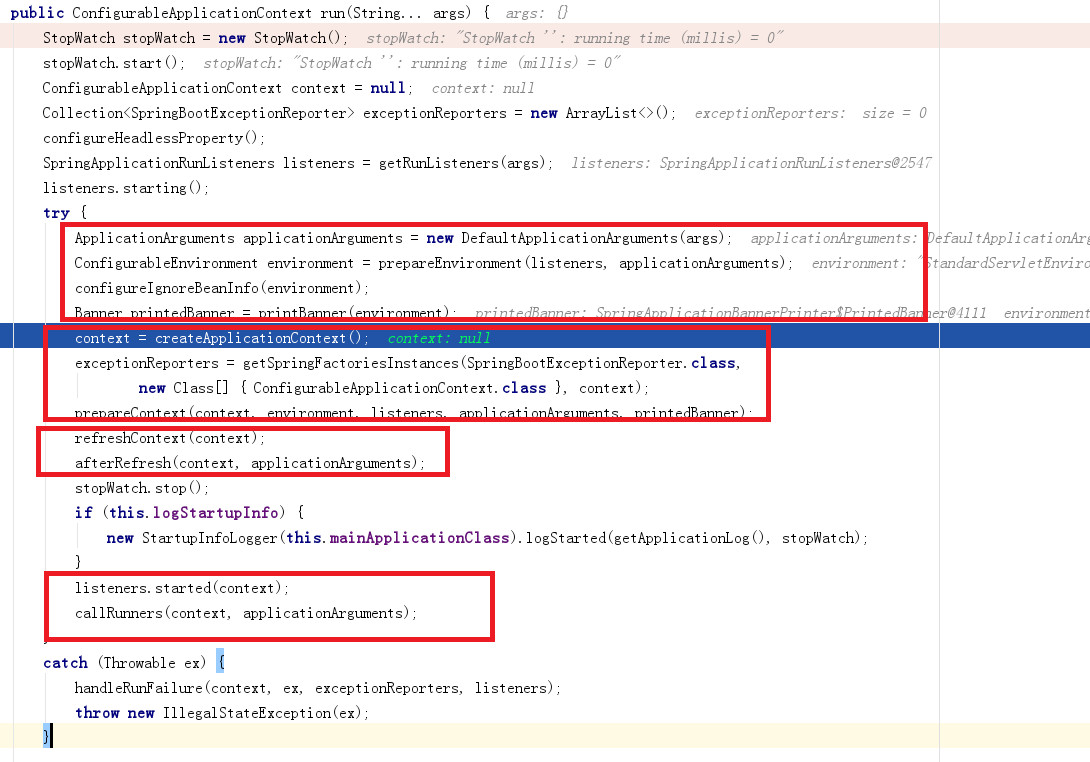 public ConfigurableApplicationContext run(String... args) { args: {}
StopWatch stopWatch = new StopWatch(); stopWatch: "StopWatch '': running time (millis) = 0"
stopWatch.start(); stopWatch: "StopWatch '': running time (millis) = 0"
ConfigurableApplicationContext context = null; context: null
Collection<SpringBootExceptionReporter> exceptionReporters = new ArrayList<>(); exceptionReporters: size = 0
configureHeadlessProperty();
SpringApplicationRunListeners listeners = getRunListeners(args); listeners: SpringApplicationRunListeners@2547
listeners.starting();
try {
ApplicationArguments applicationArguments = new DefaultApplicationArguments(args); applicationArguments: DefaultApplicationArg
ConfigurableEnvironment environment = prepareEnvironment(listeners, applicationArguments); environment: "StandardServletEnviro
configureIgnoreBeanInfo(environment);
Banner printedBanner = printBanner(environment); printedBanner: SpringApplicationBannerPrinter$PrintedBanner@4111 environment
context = createApplicationContext(); context: null
exceptionReporters = getSpringFactoriesInstances(SpringBootExceptionReporter.class,
new Class[] { ConfigurableApplicationContext.class }, context);
prepareContext(context, environment, listeners, applicationArguments, printedBanner);
refreshContext(context);
afterRefresh(context, applicationArguments);
stopWatch.stop();
if (this.logStartupInfo) {
new StartupInfoLogger(this.mainApplicationClass).logStarted(getApplicationLog(), stopWatch);
}
listeners.started(context);
callRunners(context, applicationArguments);
catch (Throwable ex) {
handleRunFailure(context, ex, exceptionReporters, listeners);
throw new IllegalStateException(ex);
}